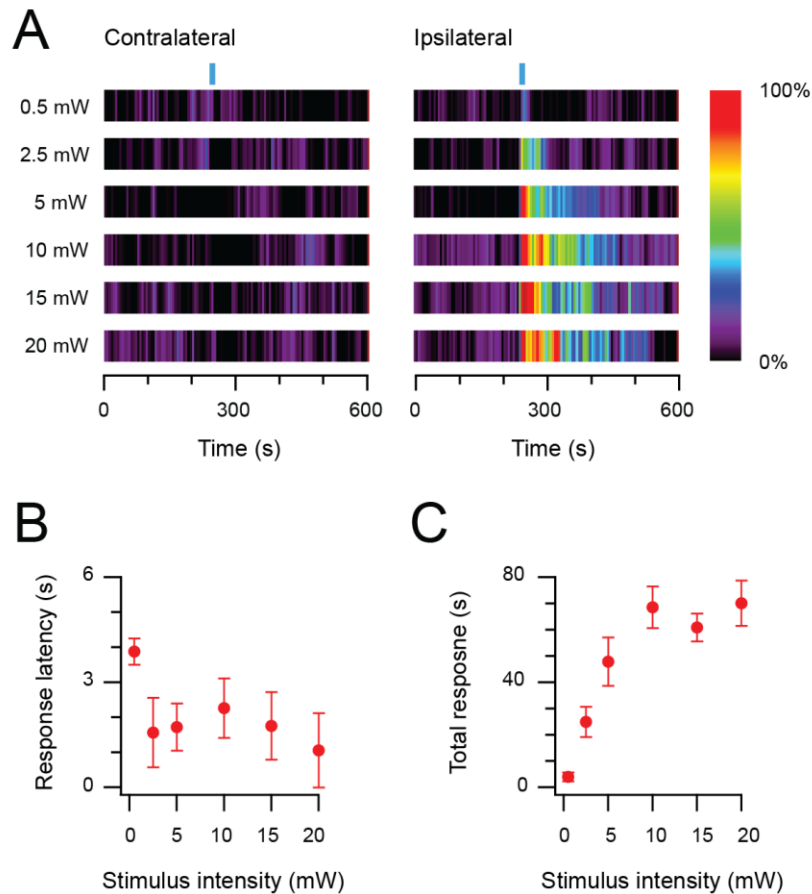 A
Contralateral
Ipsilateral
0.5 mW
2.5 mW
5 mW
10 mW
15 mW
20 mW
100%
0%
0 300 600
0 300 600
Time (s)
Time (s)
B
Response latency (s)
6
3
0
0 5 10 15 20
Stimulus intensity (mW)
C
Total resposne (s)
80
40
0
0 5 10 15 20
Stimulus intensity (mW)